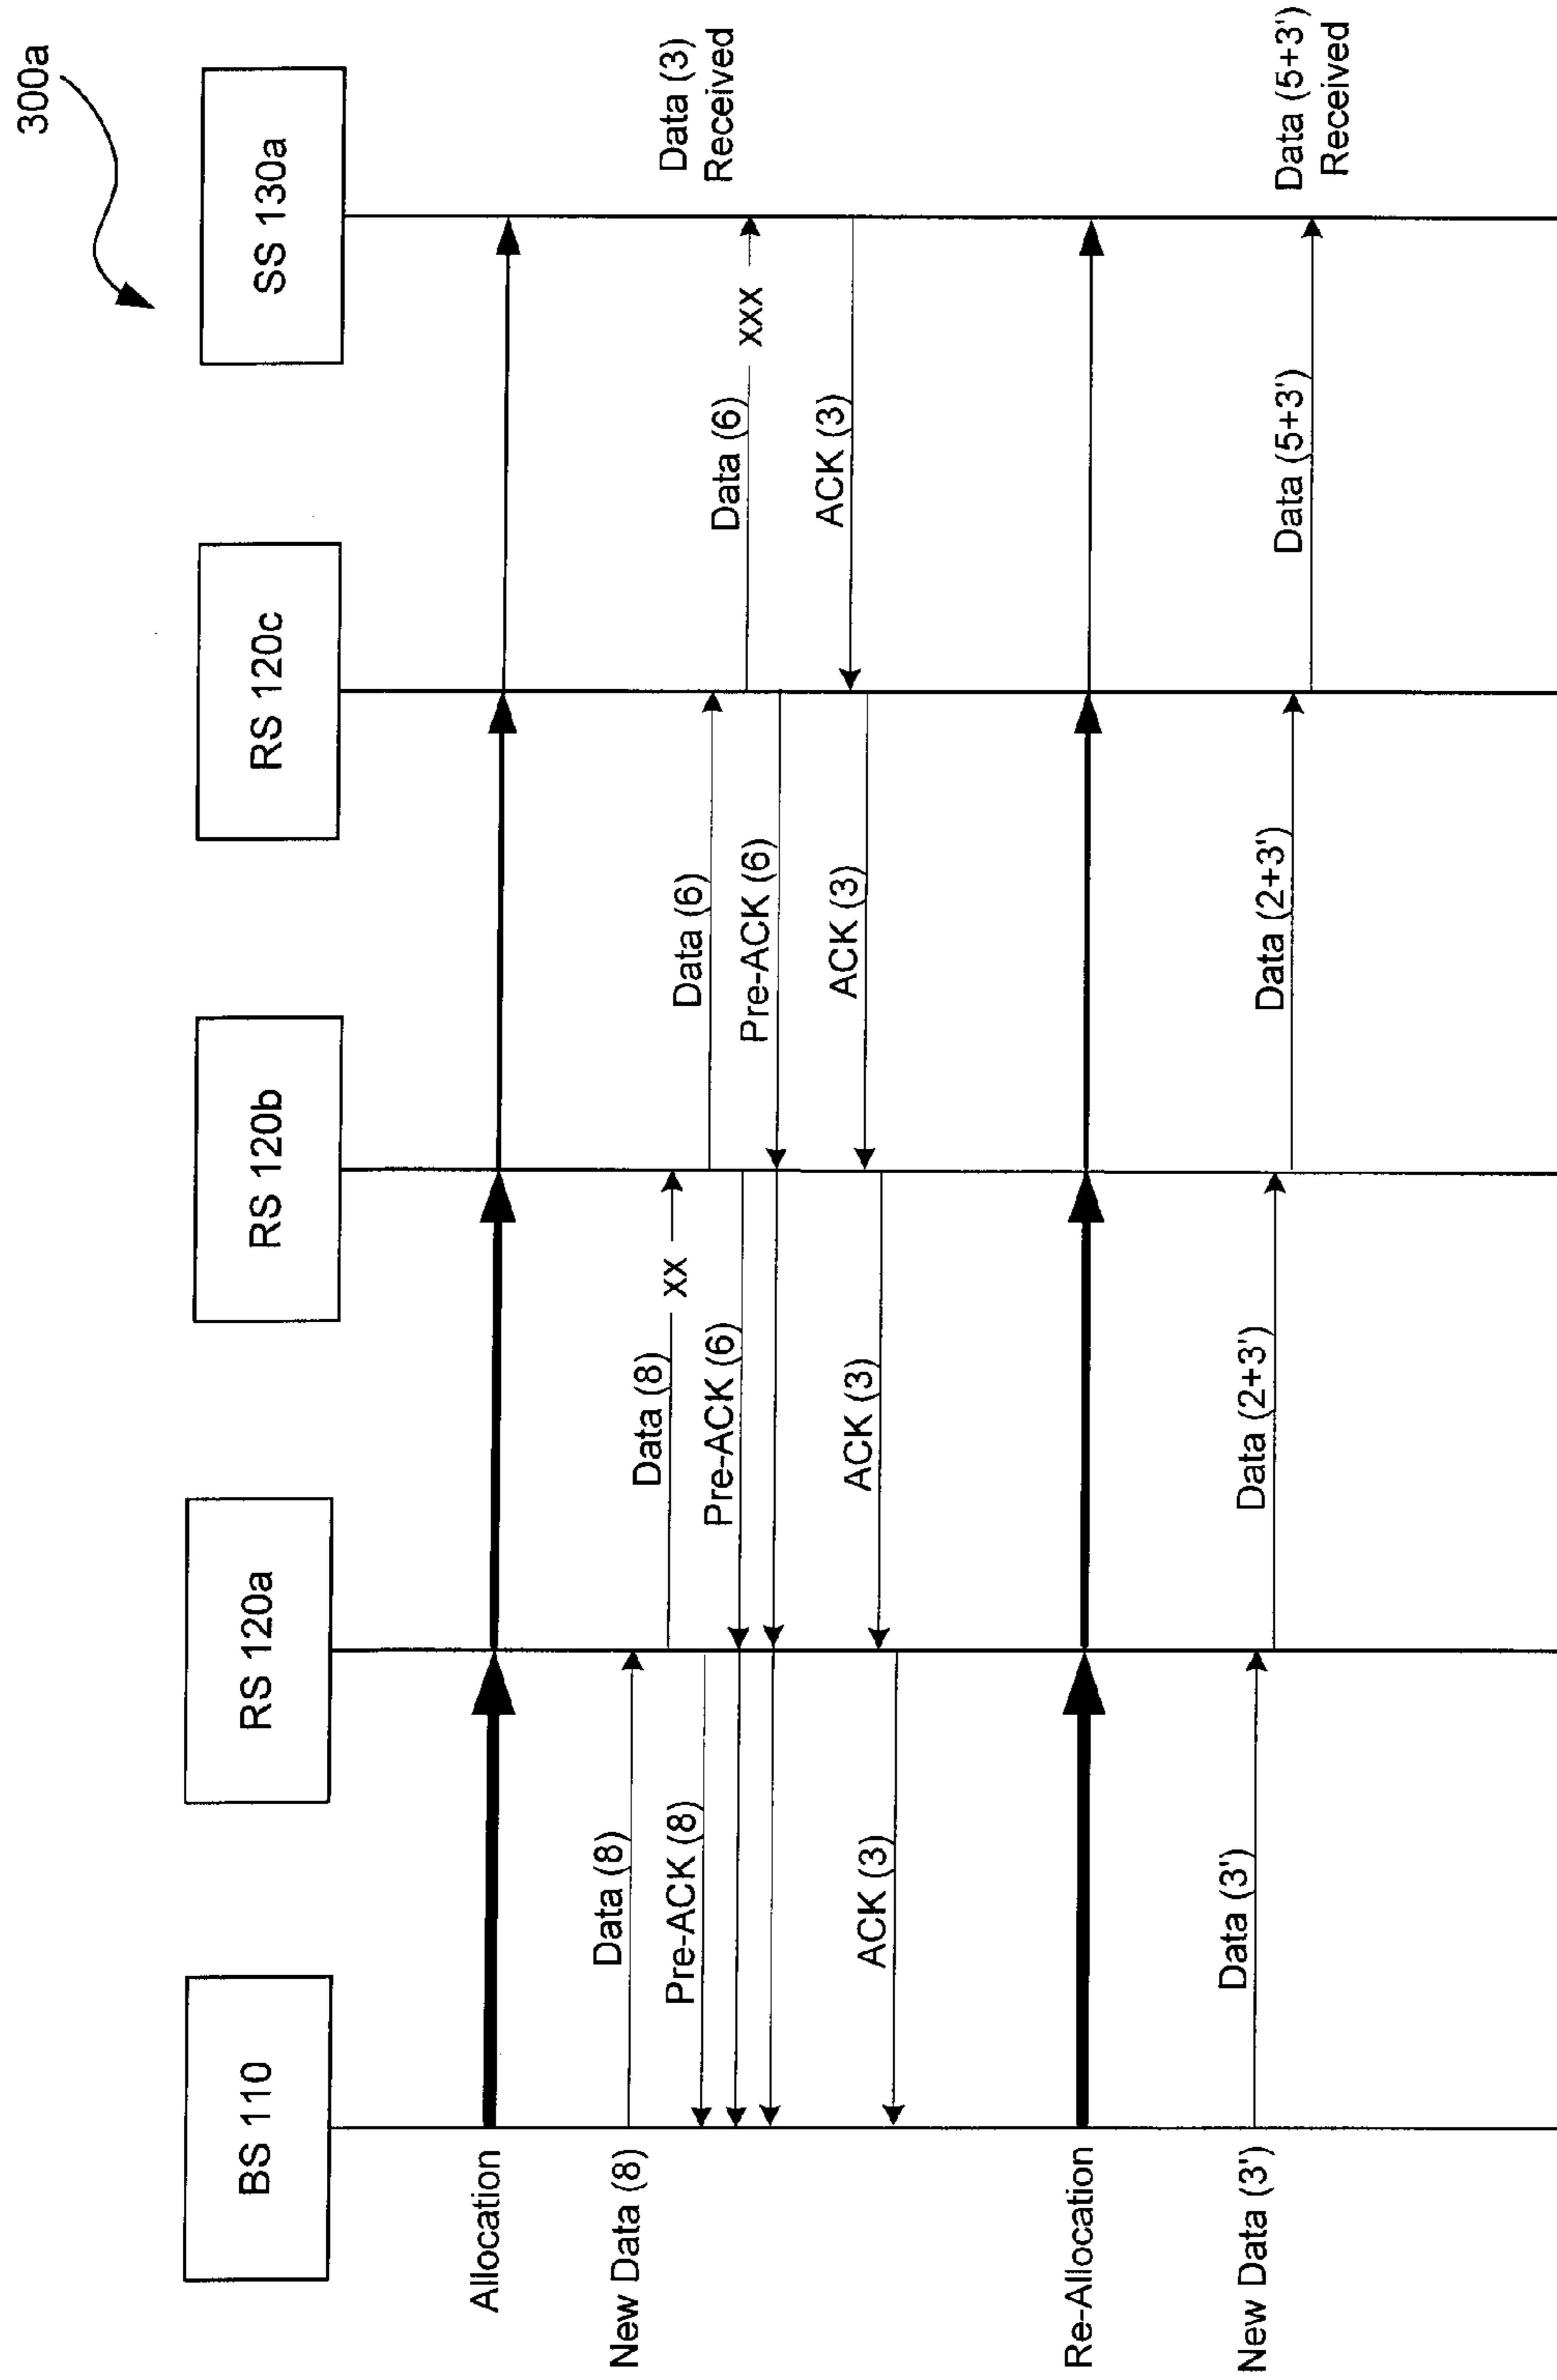 300a
BS 110
RS 120a
RS 120b
RS 120c
SS 130a
Allocation
New Data (8)
Data (8)
Data (8)
xx
Data (6)
Data (6)
xxx
Data (3)
Received
Pre-ACK (8)
Pre-ACK (6)
Pre-ACK (6)
ACK (3)
ACK (3)
ACK (3)
ACK (3)
Re-Allocation
New Data (3')
Data (3')
Data (2+3')
Data (2+3')
Data (5+3')
Data (5+3')
Received